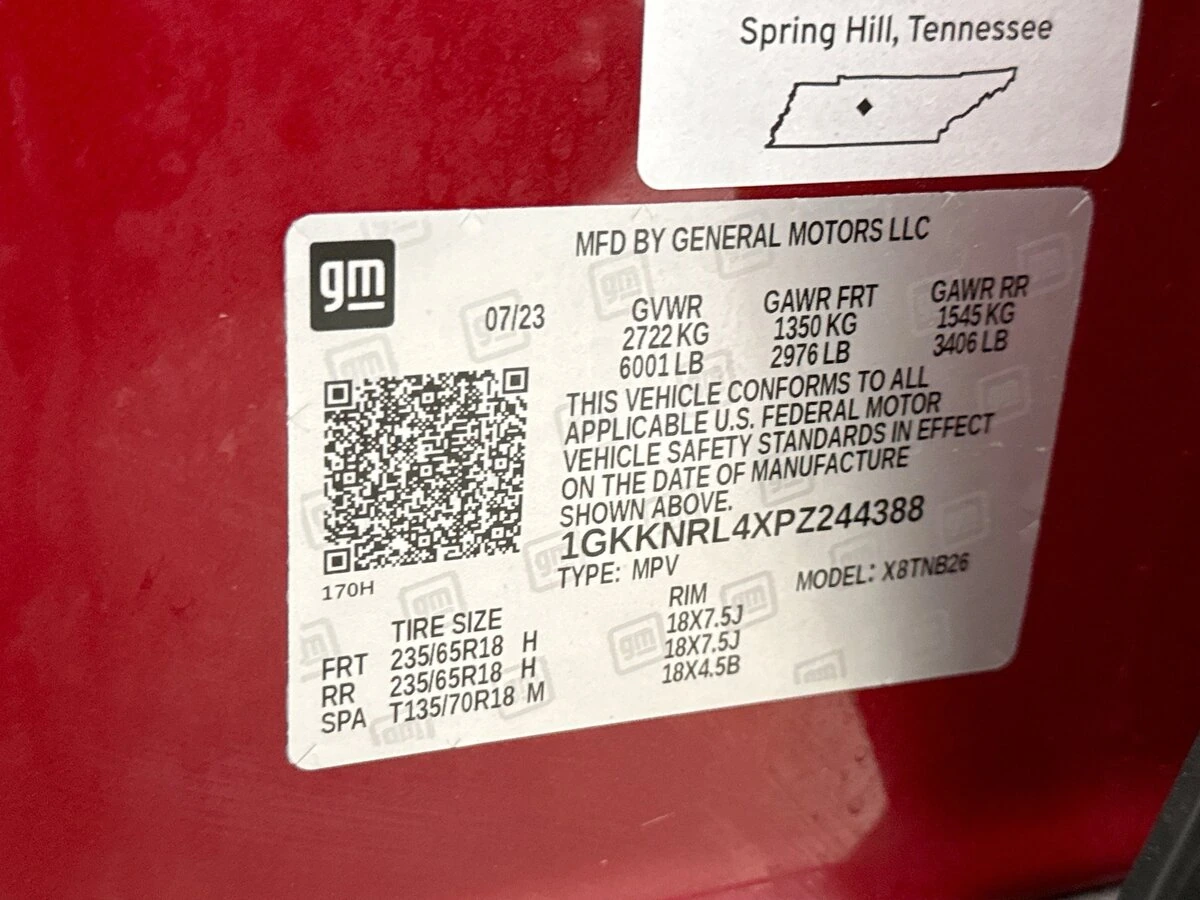 Spring Hill, Tennessee
gm
MFD BY GENERAL MOTORS LLC
07/23
GVWR GAWR FRT GAWR RR
2722 KG 1350 KG 1545 KG
6001 LB 2976 LB 3406 LB
THIS VEHICLE CONFORMS TO ALL
APPLICABLE U.S. FEDERAL MOTOR
VEHICLE SAFETY STANDARDS IN EFFECT
ON THE DATE OF MANUFACTURE
SHOWN ABOVE.
1GKKNRL4XPZ244388
TYPE: MPV MODEL: X8TNB26
170H
TIRE SIZE RIM
FRT 235/65R18 H 18X7.5J
RR 235/65R18 H 18X7.5J
SPA T135/70R18 M 18X4.5B